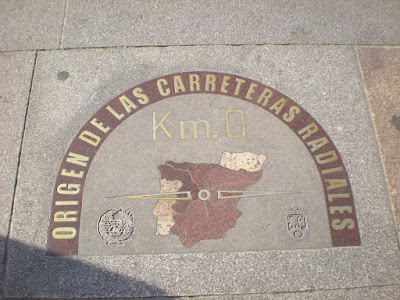 ORIGEN DE LAS CARRETERAS RADIALES
Km. 0